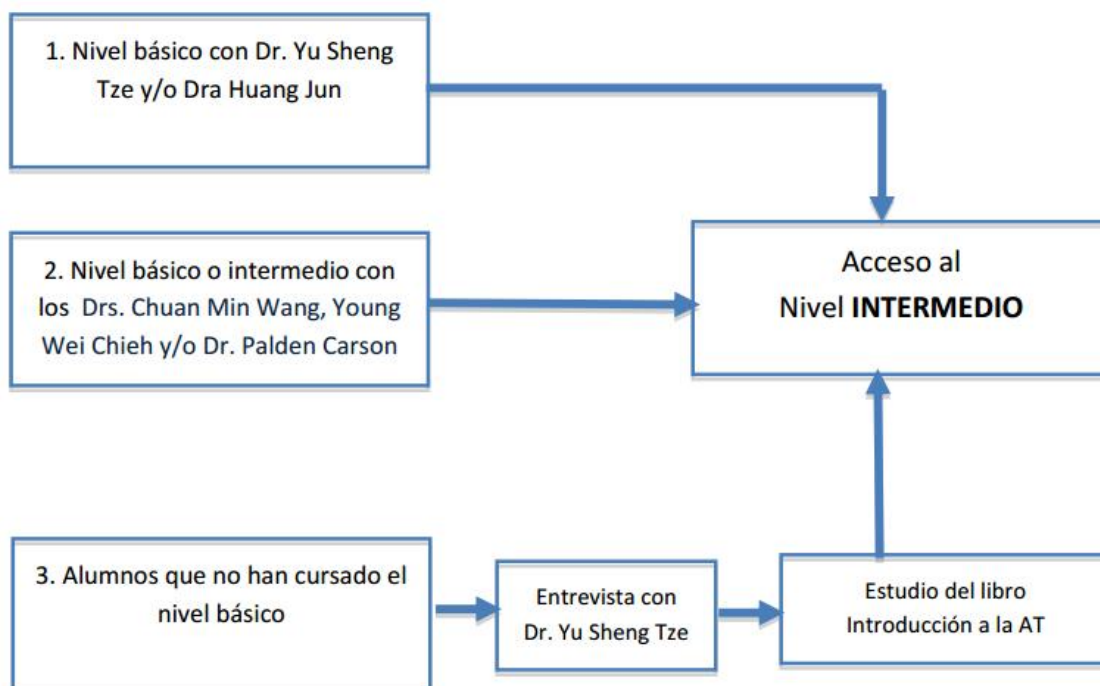 1. Nivel básico con Dr. Yu Sheng
Tze y/o Dra Huang Jun
2. Nivel básico o intermedio con
los Drs. Chuan Min Wang, Young
Wei Chieh y/o Dr. Palden Carson
Acceso al
Nivel INTERMEDIO
3. Alumnos que no han cursado el
nivel básico
Entrevista con
Dr. Yu Sheng Tze
Estudio del libro
Introducción a la AT